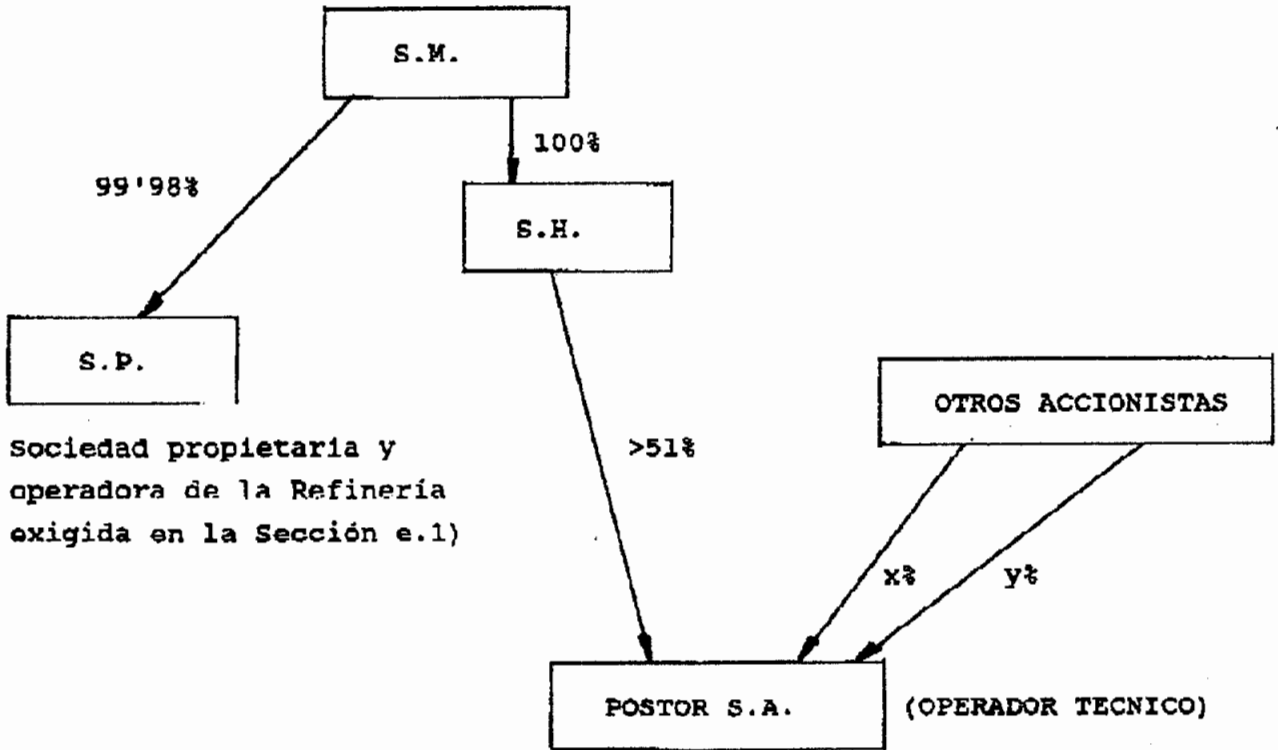 S.M.
100%
99'98%
S.H.
S.P.
OTROS ACCIONISTAS
Sociedad propietaria y
operadora de la Refinería
exigida en la Sección e.1)
>51%
x%
y%
POSTOR S.A.
(OPERADOR TECNICO)